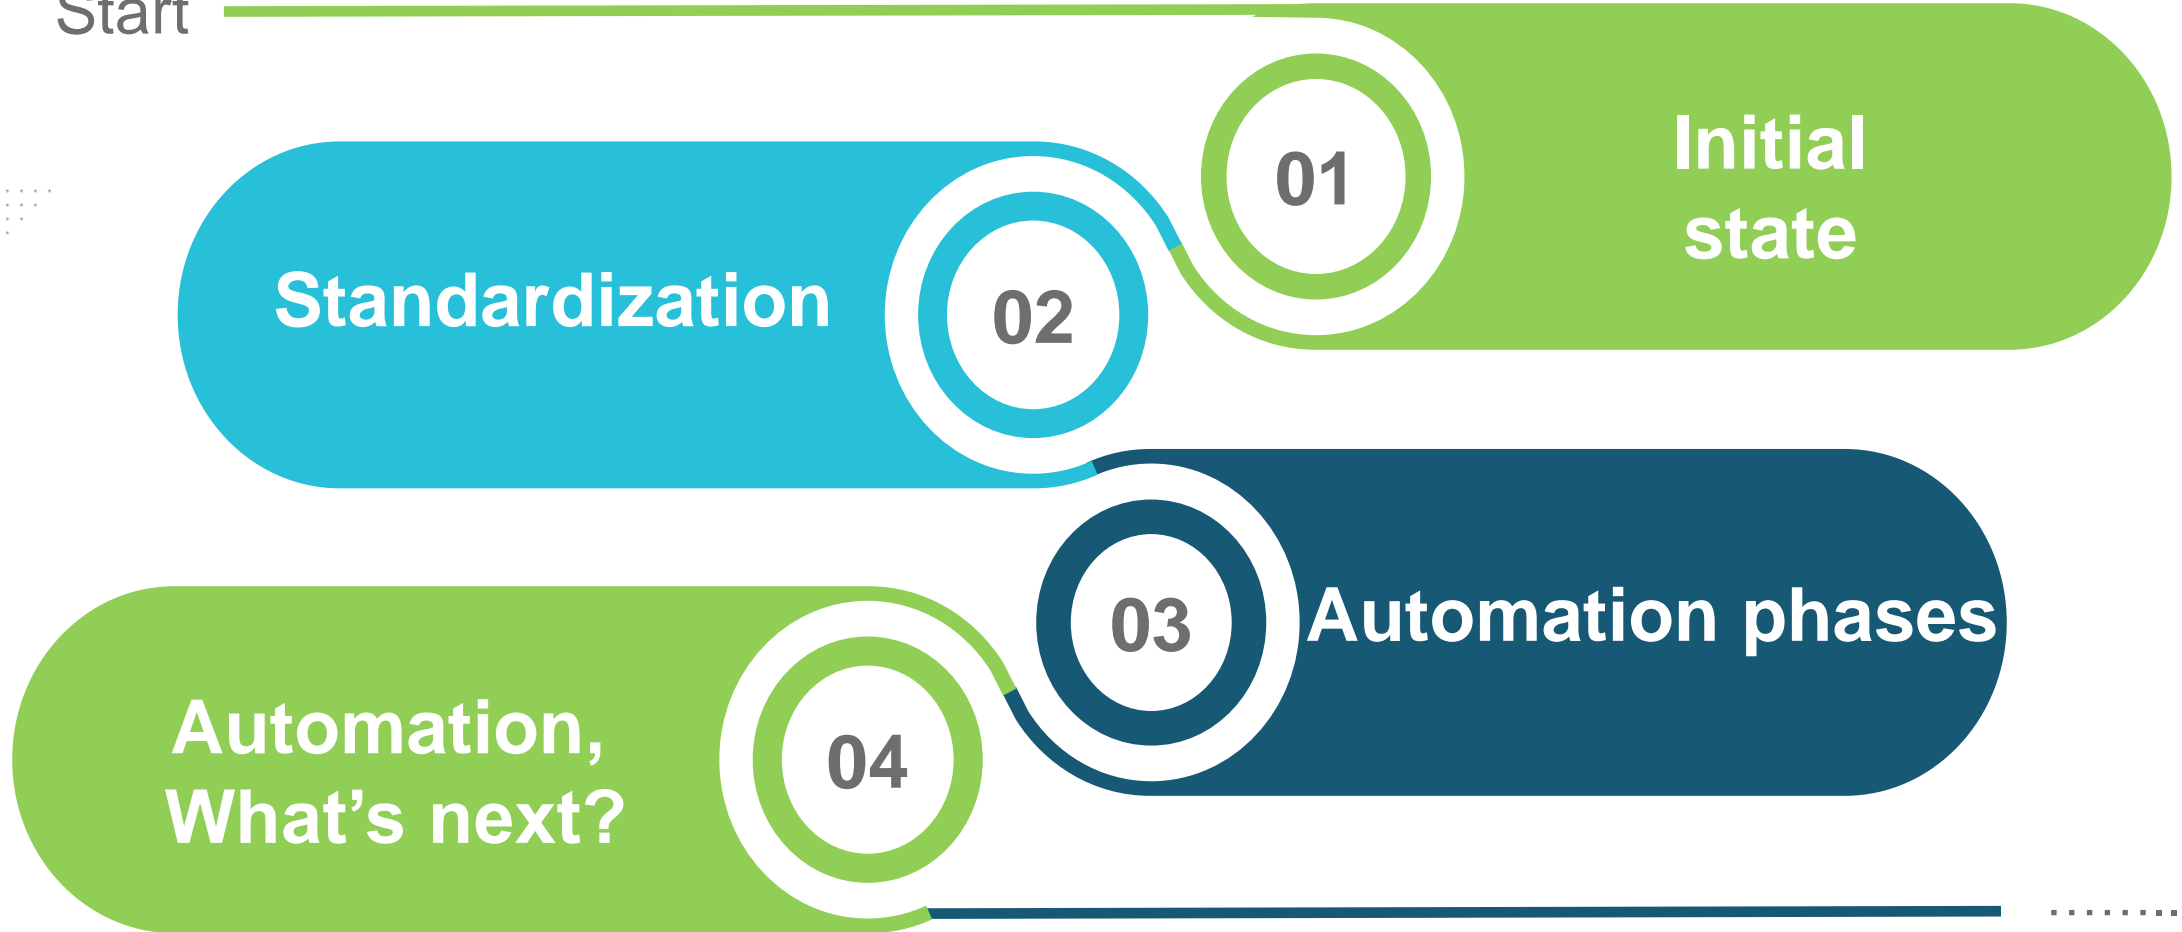 Start
01
Initial
state
Standardization
02
03
Automation phases
04
Automation,
What’s next?